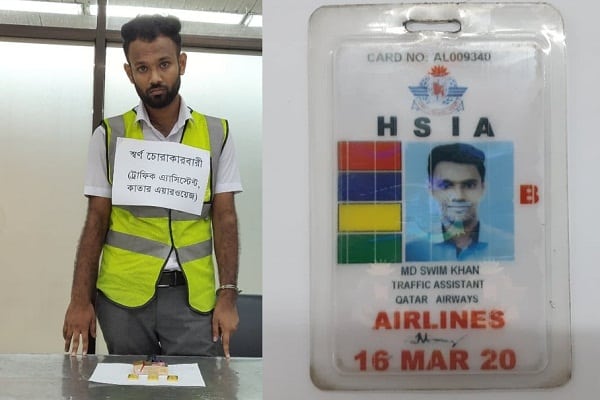 স্বর্ণ চোরাকারবারী
(ট্রাফিক এ্যাসিস্টেন্ট,
কাতার এয়ারওয়েজ)
CARD NO: AL009340
HSIA
B
MD SWIM KHAN
TRAFFIC ASSISTANT
QATAR AIRWAYS
AIRLINES
16 MAR 20